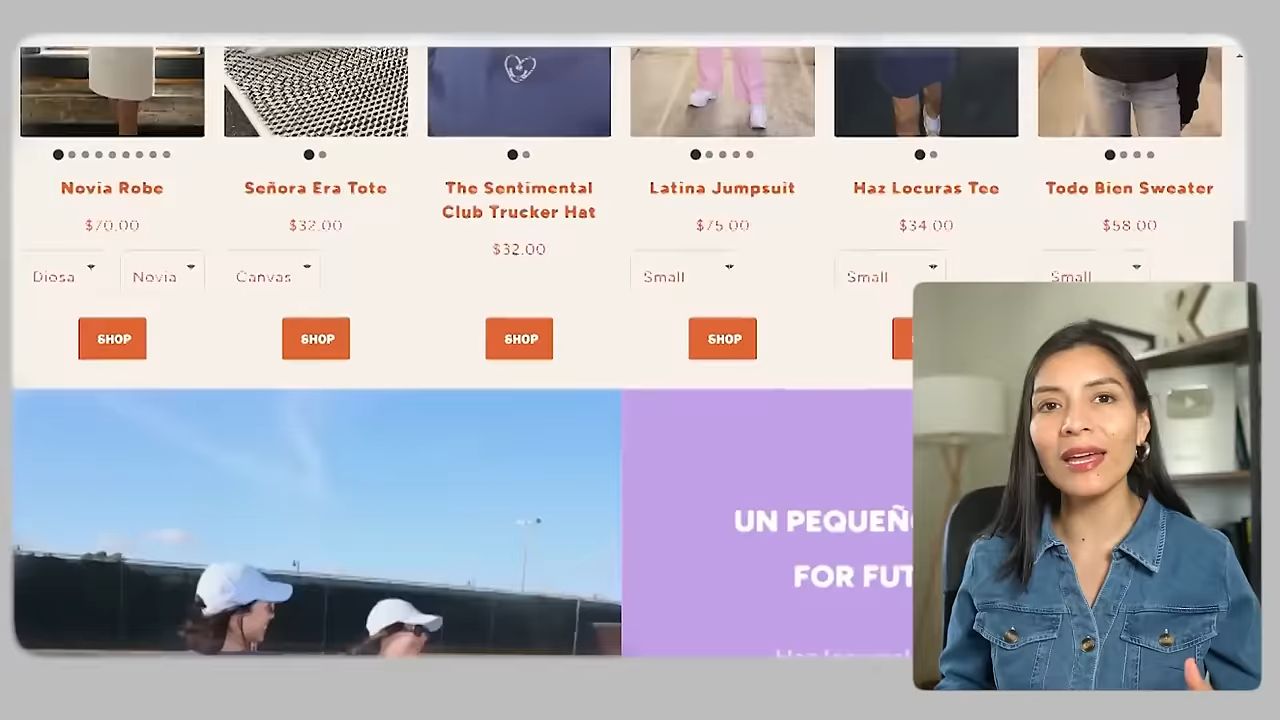 Novia Robe
$70.00
Diosa
Novia
SHOP
Señora Era Tote
$32.00
Canvas
SHOP
The Sentimental
Club Trucker Hat
$32.00
SHOP
Latina Jumpsuit
$75.00
Small
SHOP
Haz Locuras Tee
$34.00
Small
Todo Bien Sweater
$58.00
Small
UN PEQUEÑ
FOR FUT